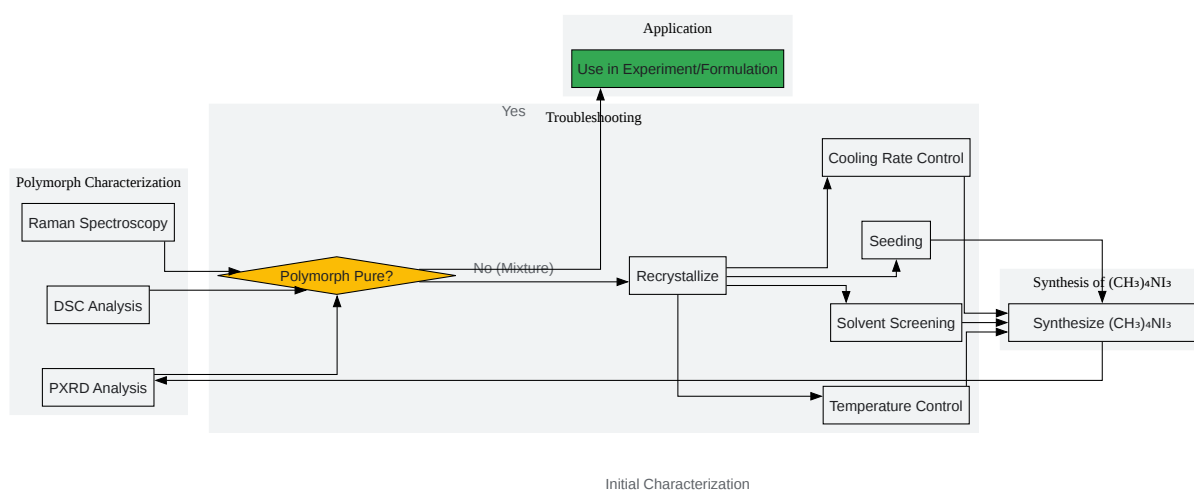 Application
Use in Experiment/Formulation
Yes
Troubleshooting
Cooling Rate Control
Polymorph Characterization
Raman Spectroscopy
Seeding
No (Mixture)
Polymorph Pure?
Recrystallize
Synthesis of (CH₃)₄NI₃
DSC Analysis
Solvent Screening
Synthesize (CH₃)₄NI₃
PXRD Analysis
Temperature Control
Initial Characterization